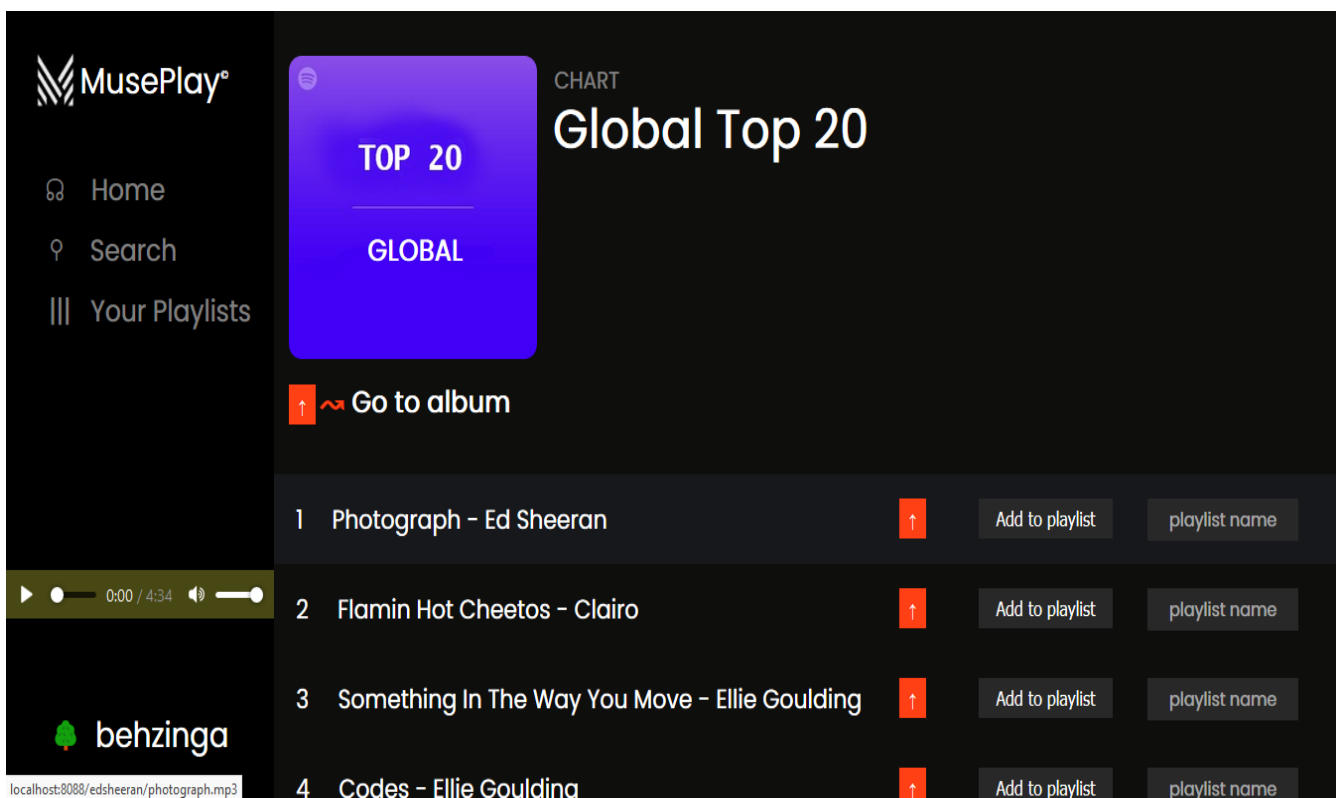 MusePlay©
Home
Search
Your Playlists
0:00 / 4:34
behzinga
localhost:8088/edsheeran/photograph.mp3
TOP 20
GLOBAL
CHART
Global Top 20
↑ Go to album
1 Photograph - Ed Sheeran ↑ Add to playlist playlist name
2 Flamin Hot Cheetos - Clairo ↑ Add to playlist playlist name
3 Something In The Way You Move - Ellie Goulding ↑ Add to playlist playlist name
4 Codes - Ellie Goulding ↑ Add to playlist playlist name